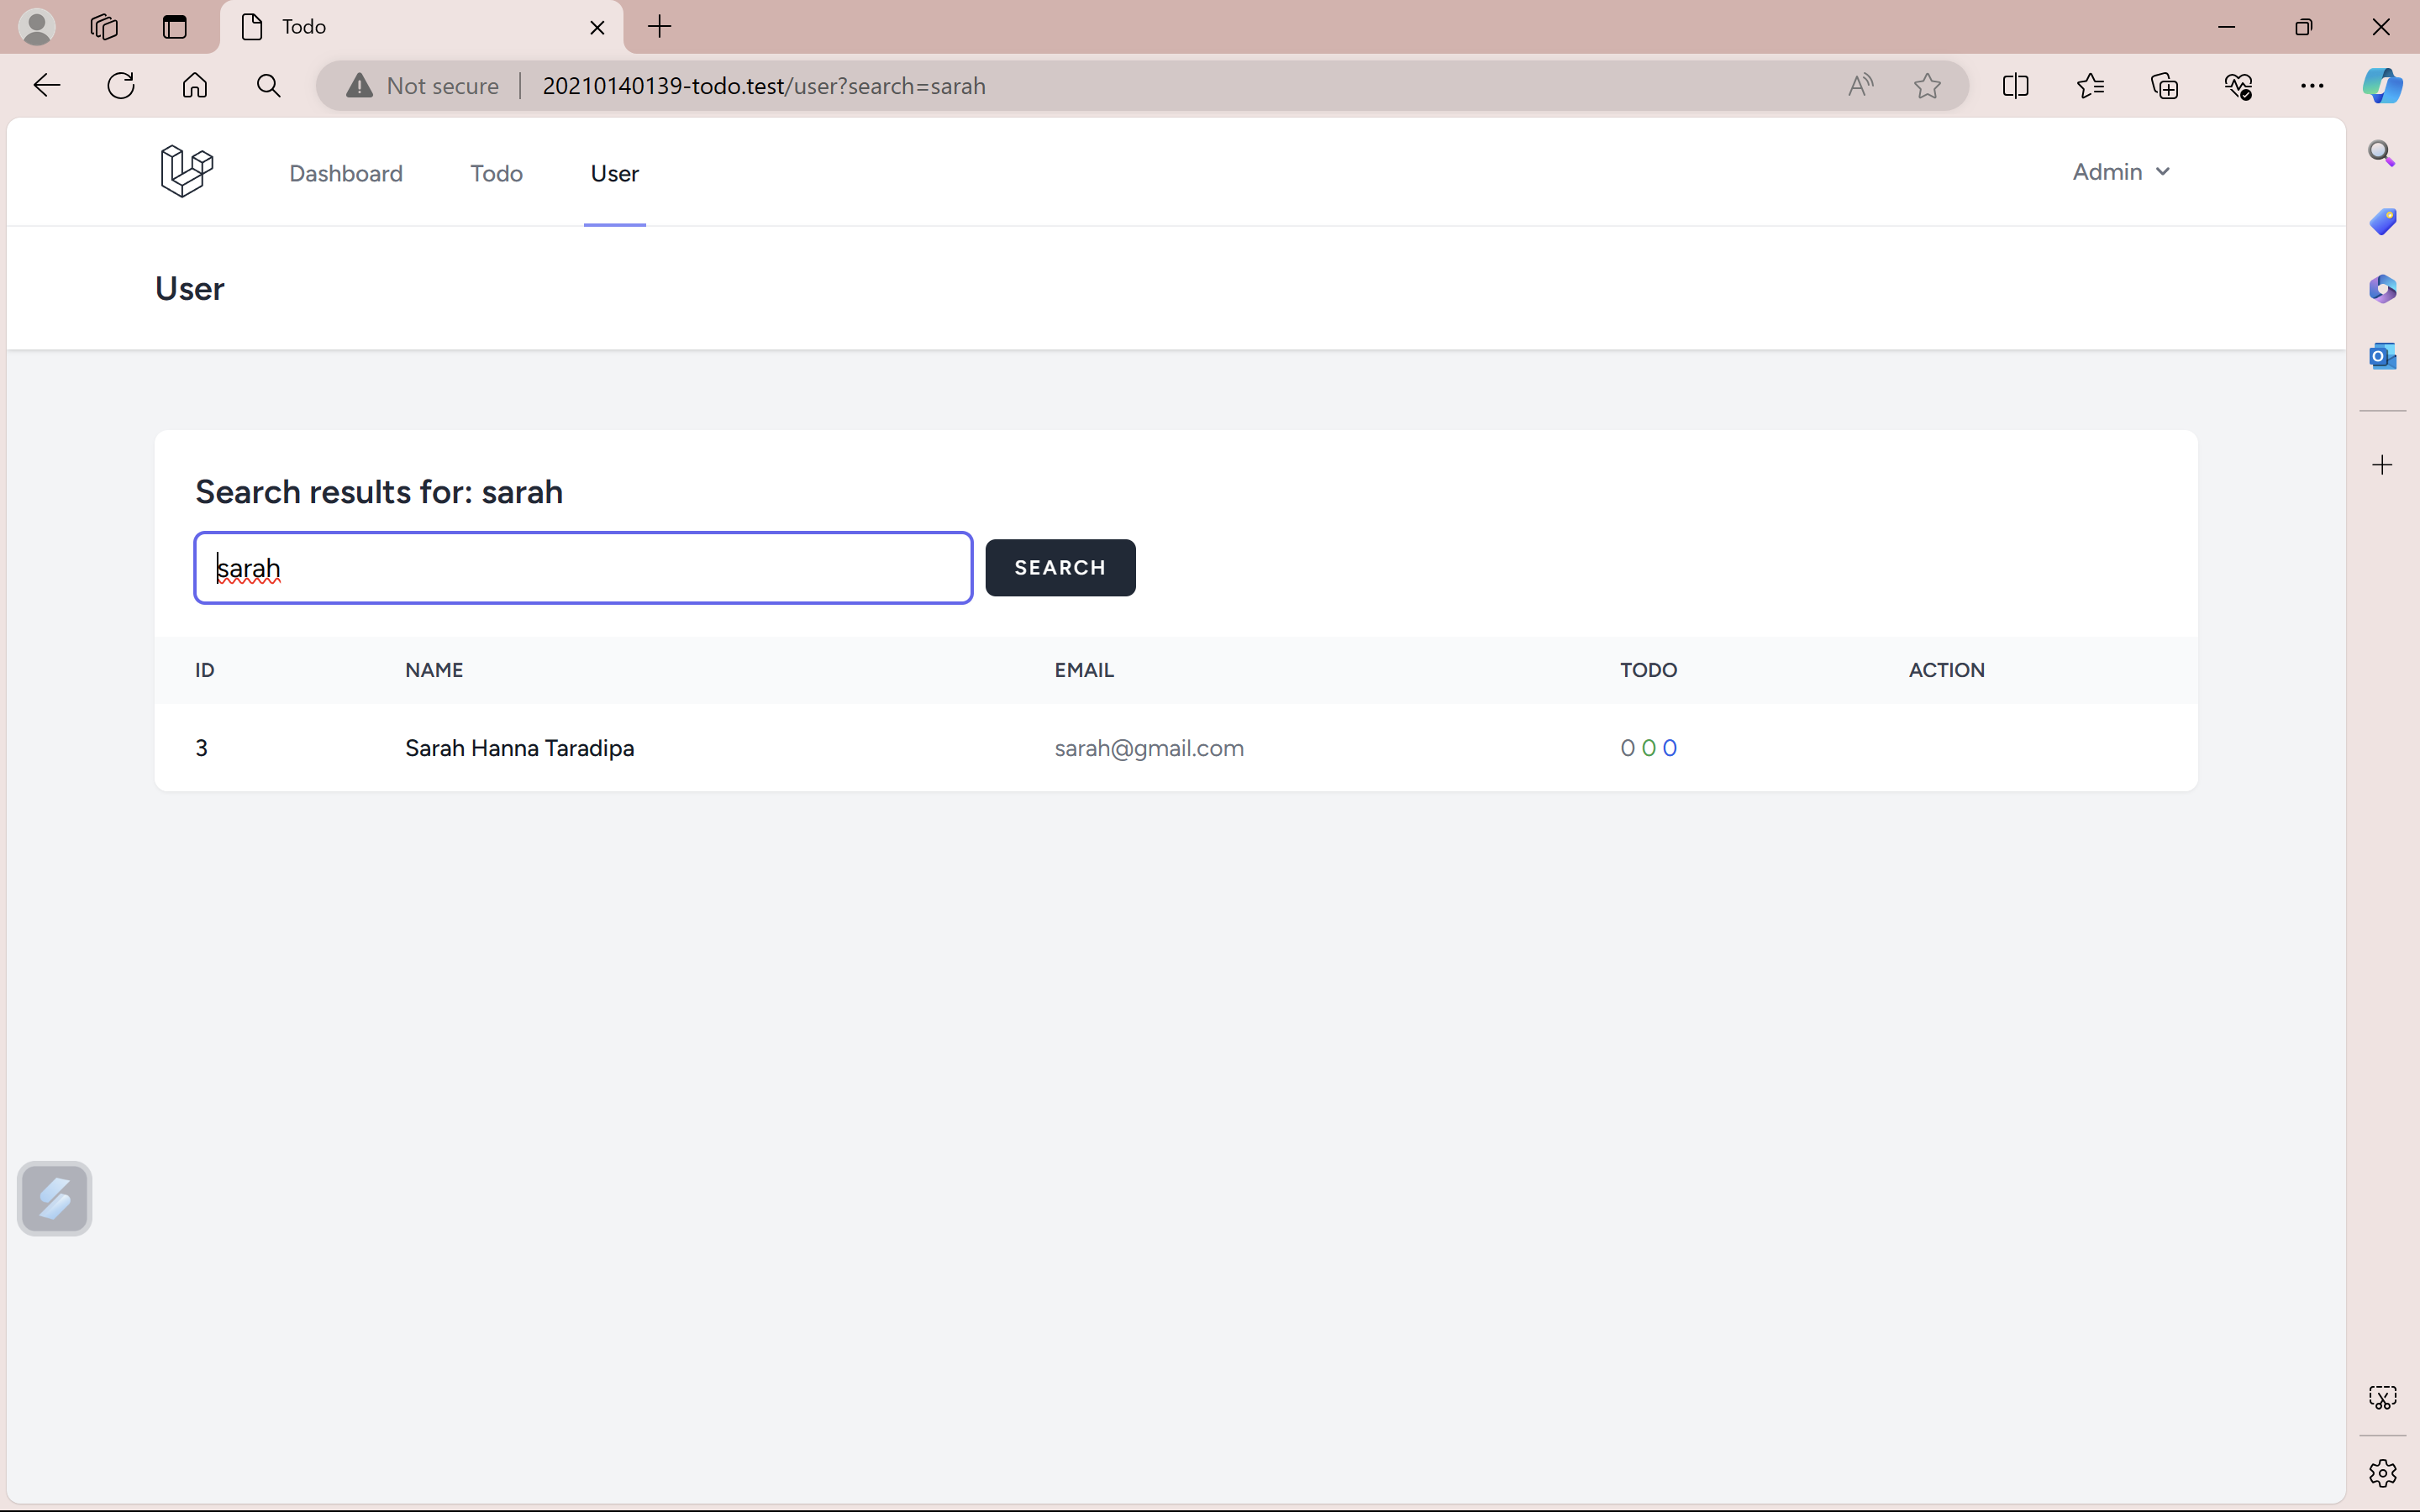 Todo
Not secure 20210140139-todo.test/user?search=sarah
Dashboard Todo User Admin
User
Search results for: sarah
sarah SEARCH
ID NAME EMAIL TODO ACTION
3 Sarah Hanna Taradipa sarah@gmail.com 0 0 0